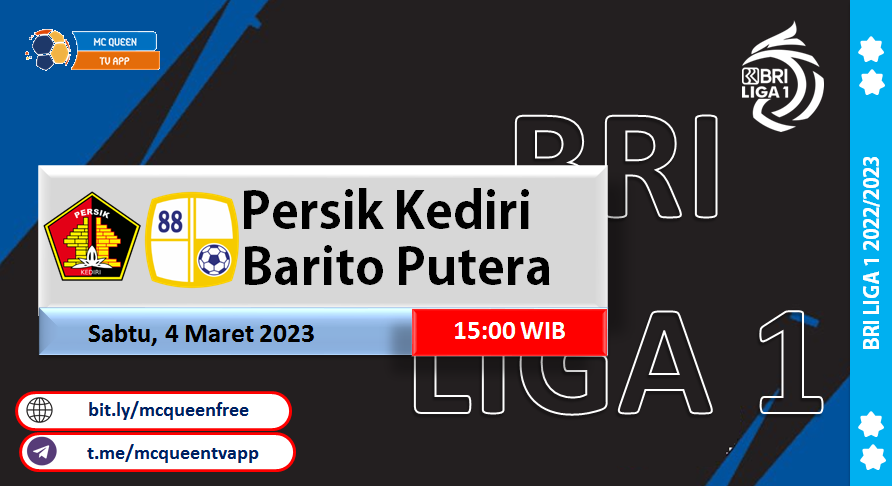 MC QUEEN
TV APP
BRI
LIGA 1
BRI
LIGA 1
PERSIK
KEDIRI
88
Persik Kediri
Barito Putera
Sabtu, 4 Maret 2023
15:00 WIB
bit.ly/mcqueenfree
t.me/mcqueentvapp
BRI LIGA 1 2022/2023